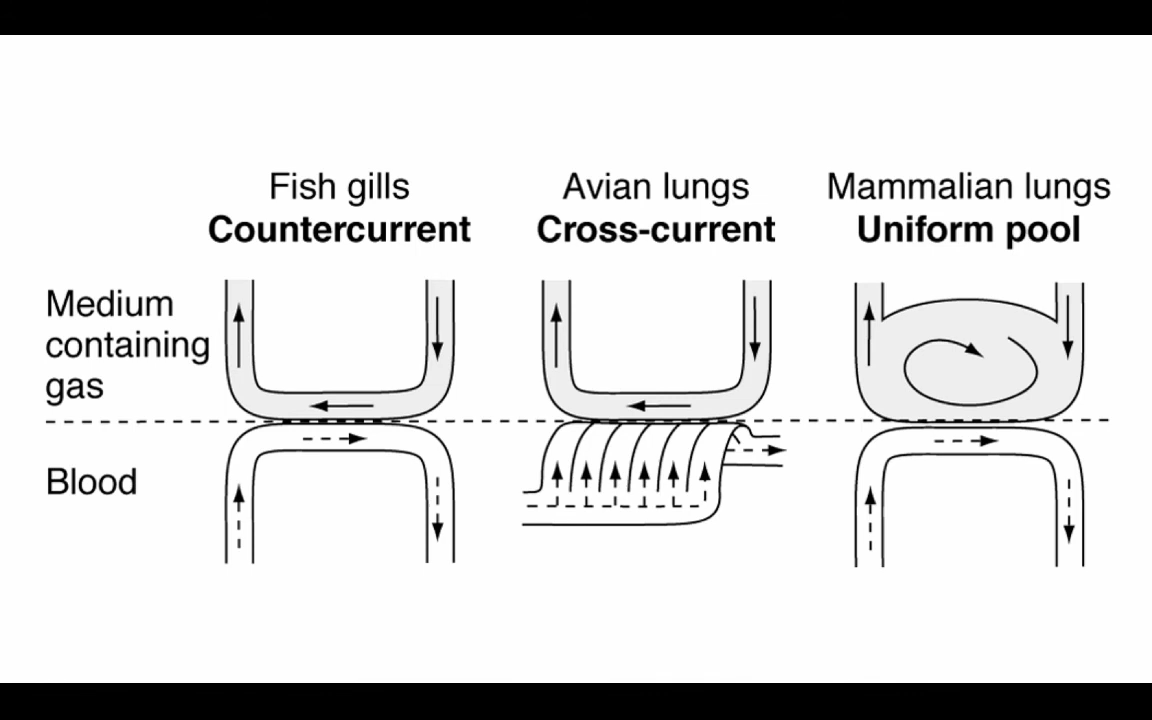 Fish gills
Countercurrent
Avian lungs
Cross-current
Mammalian lungs
Uniform pool
Medium
containing
gas
Blood